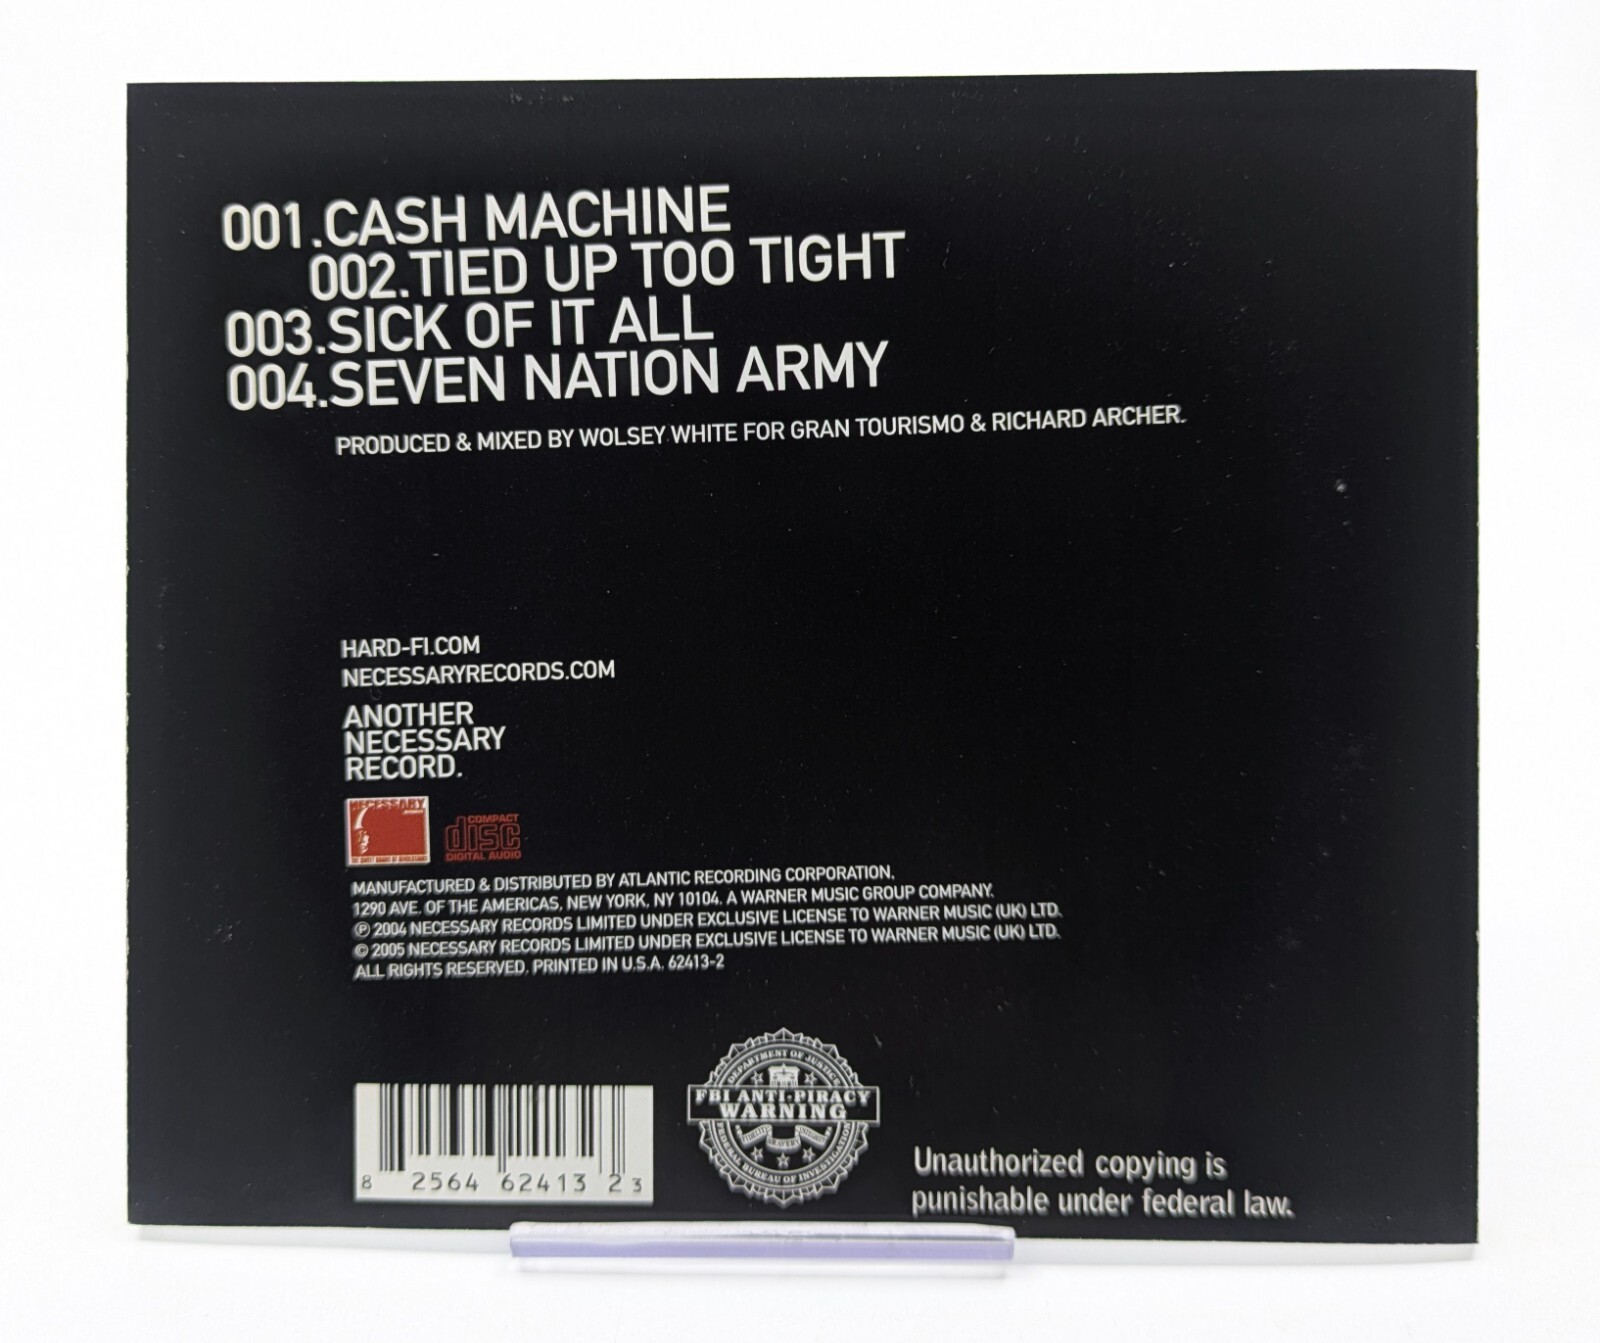 001.CASH MACHINE
002.TIED UP TOO TIGHT
003.SICK OF IT ALL
004.SEVEN NATION ARMY
PRODUCED & MIXED BY WOLSEY WHITE FOR GRAN TOURISMO & RICHARD ARCHER.
HARD-FI.COM
NECESSARYRECORDS.COM
ANOTHER
NECESSARY
RECORD.
NECESSARY
COMPACT
disc
DIGITAL AUDIO
MANUFACTURED & DISTRIBUTED BY ATLANTIC RECORDING CORPORATION.
1290 AVE. OF THE AMERICAS, NEW YORK, NY 10104. A WARNER MUSIC GROUP COMPANY.
℗ 2004 NECESSARY RECORDS LIMITED UNDER EXCLUSIVE LICENSE TO WARNER MUSIC (UK) LTD.
© 2005 NECESSARY RECORDS LIMITED UNDER EXCLUSIVE LICENSE TO WARNER MUSIC (UK) LTD.
ALL RIGHTS RESERVED. PRINTED IN U.S.A. 62413-2
8 2564 62413 2 3
DEPARTMENT OF JUSTICE
FBI ANTI-PIRACY
WARNING
FEDERAL BUREAU OF INVESTIGATION
Unauthorized copying is
punishable under federal law.